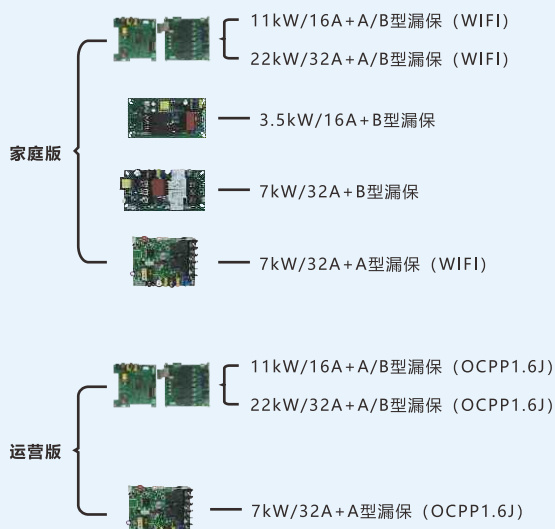 11kW/16A+A/B型漏保 (WIFI)
22kW/32A+A/B型漏保 (WIFI)
3.5kW/16A+B型漏保
家庭版
7kW/32A+B型漏保
7kW/32A+A型漏保 (WIFI)
11kW/16A+A/B型漏保 (OCPP1.6J)
22kW/32A+A/B型漏保 (OCPP1.6J)
运营版
7kW/32A+A型漏保 (OCPP1.6J)